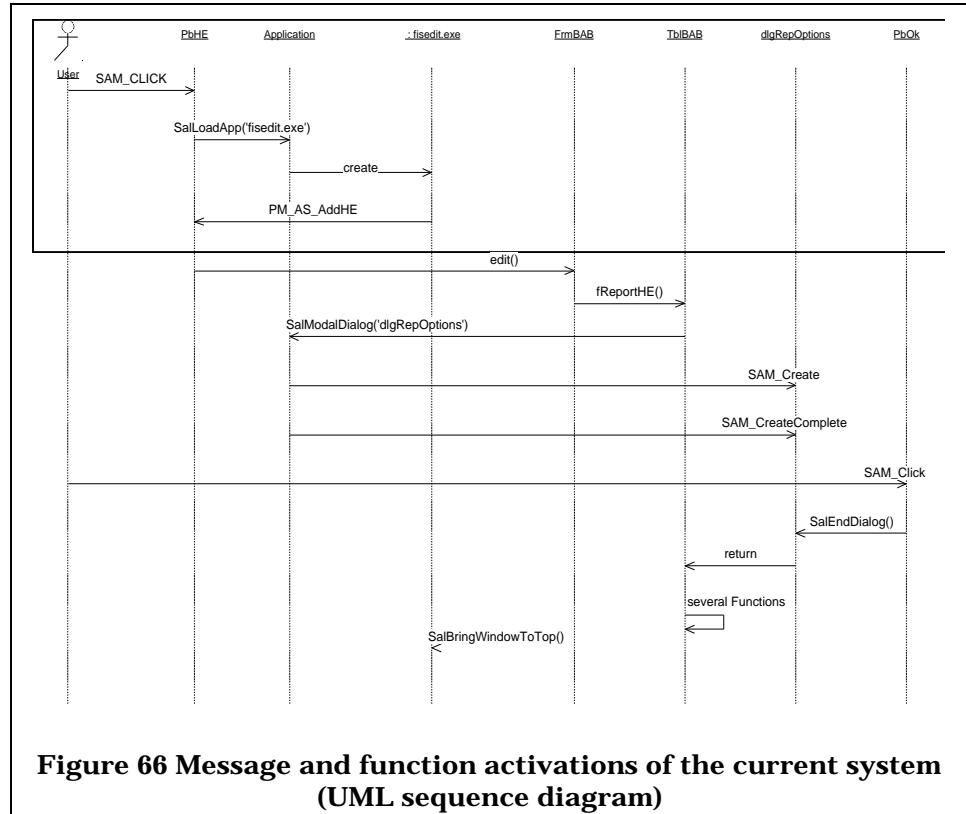 PbHE Application : fisedit.exe FrmBAB TblBAB dlgRepOptions PbOk
User
SAM_CLICK
SalLoadApp('fisedit.exe')
create
PM_AS_AddHE
edit()
fReportHE()
SalModalDialog('dlgRepOptions')
SAM_Create
SAM_CreateComplete
SAM_Click
SalEndDialog()
return
several Functions
SalBringWindowToTop()
Figure 66 Message and function activations of the current system
(UML sequence diagram)